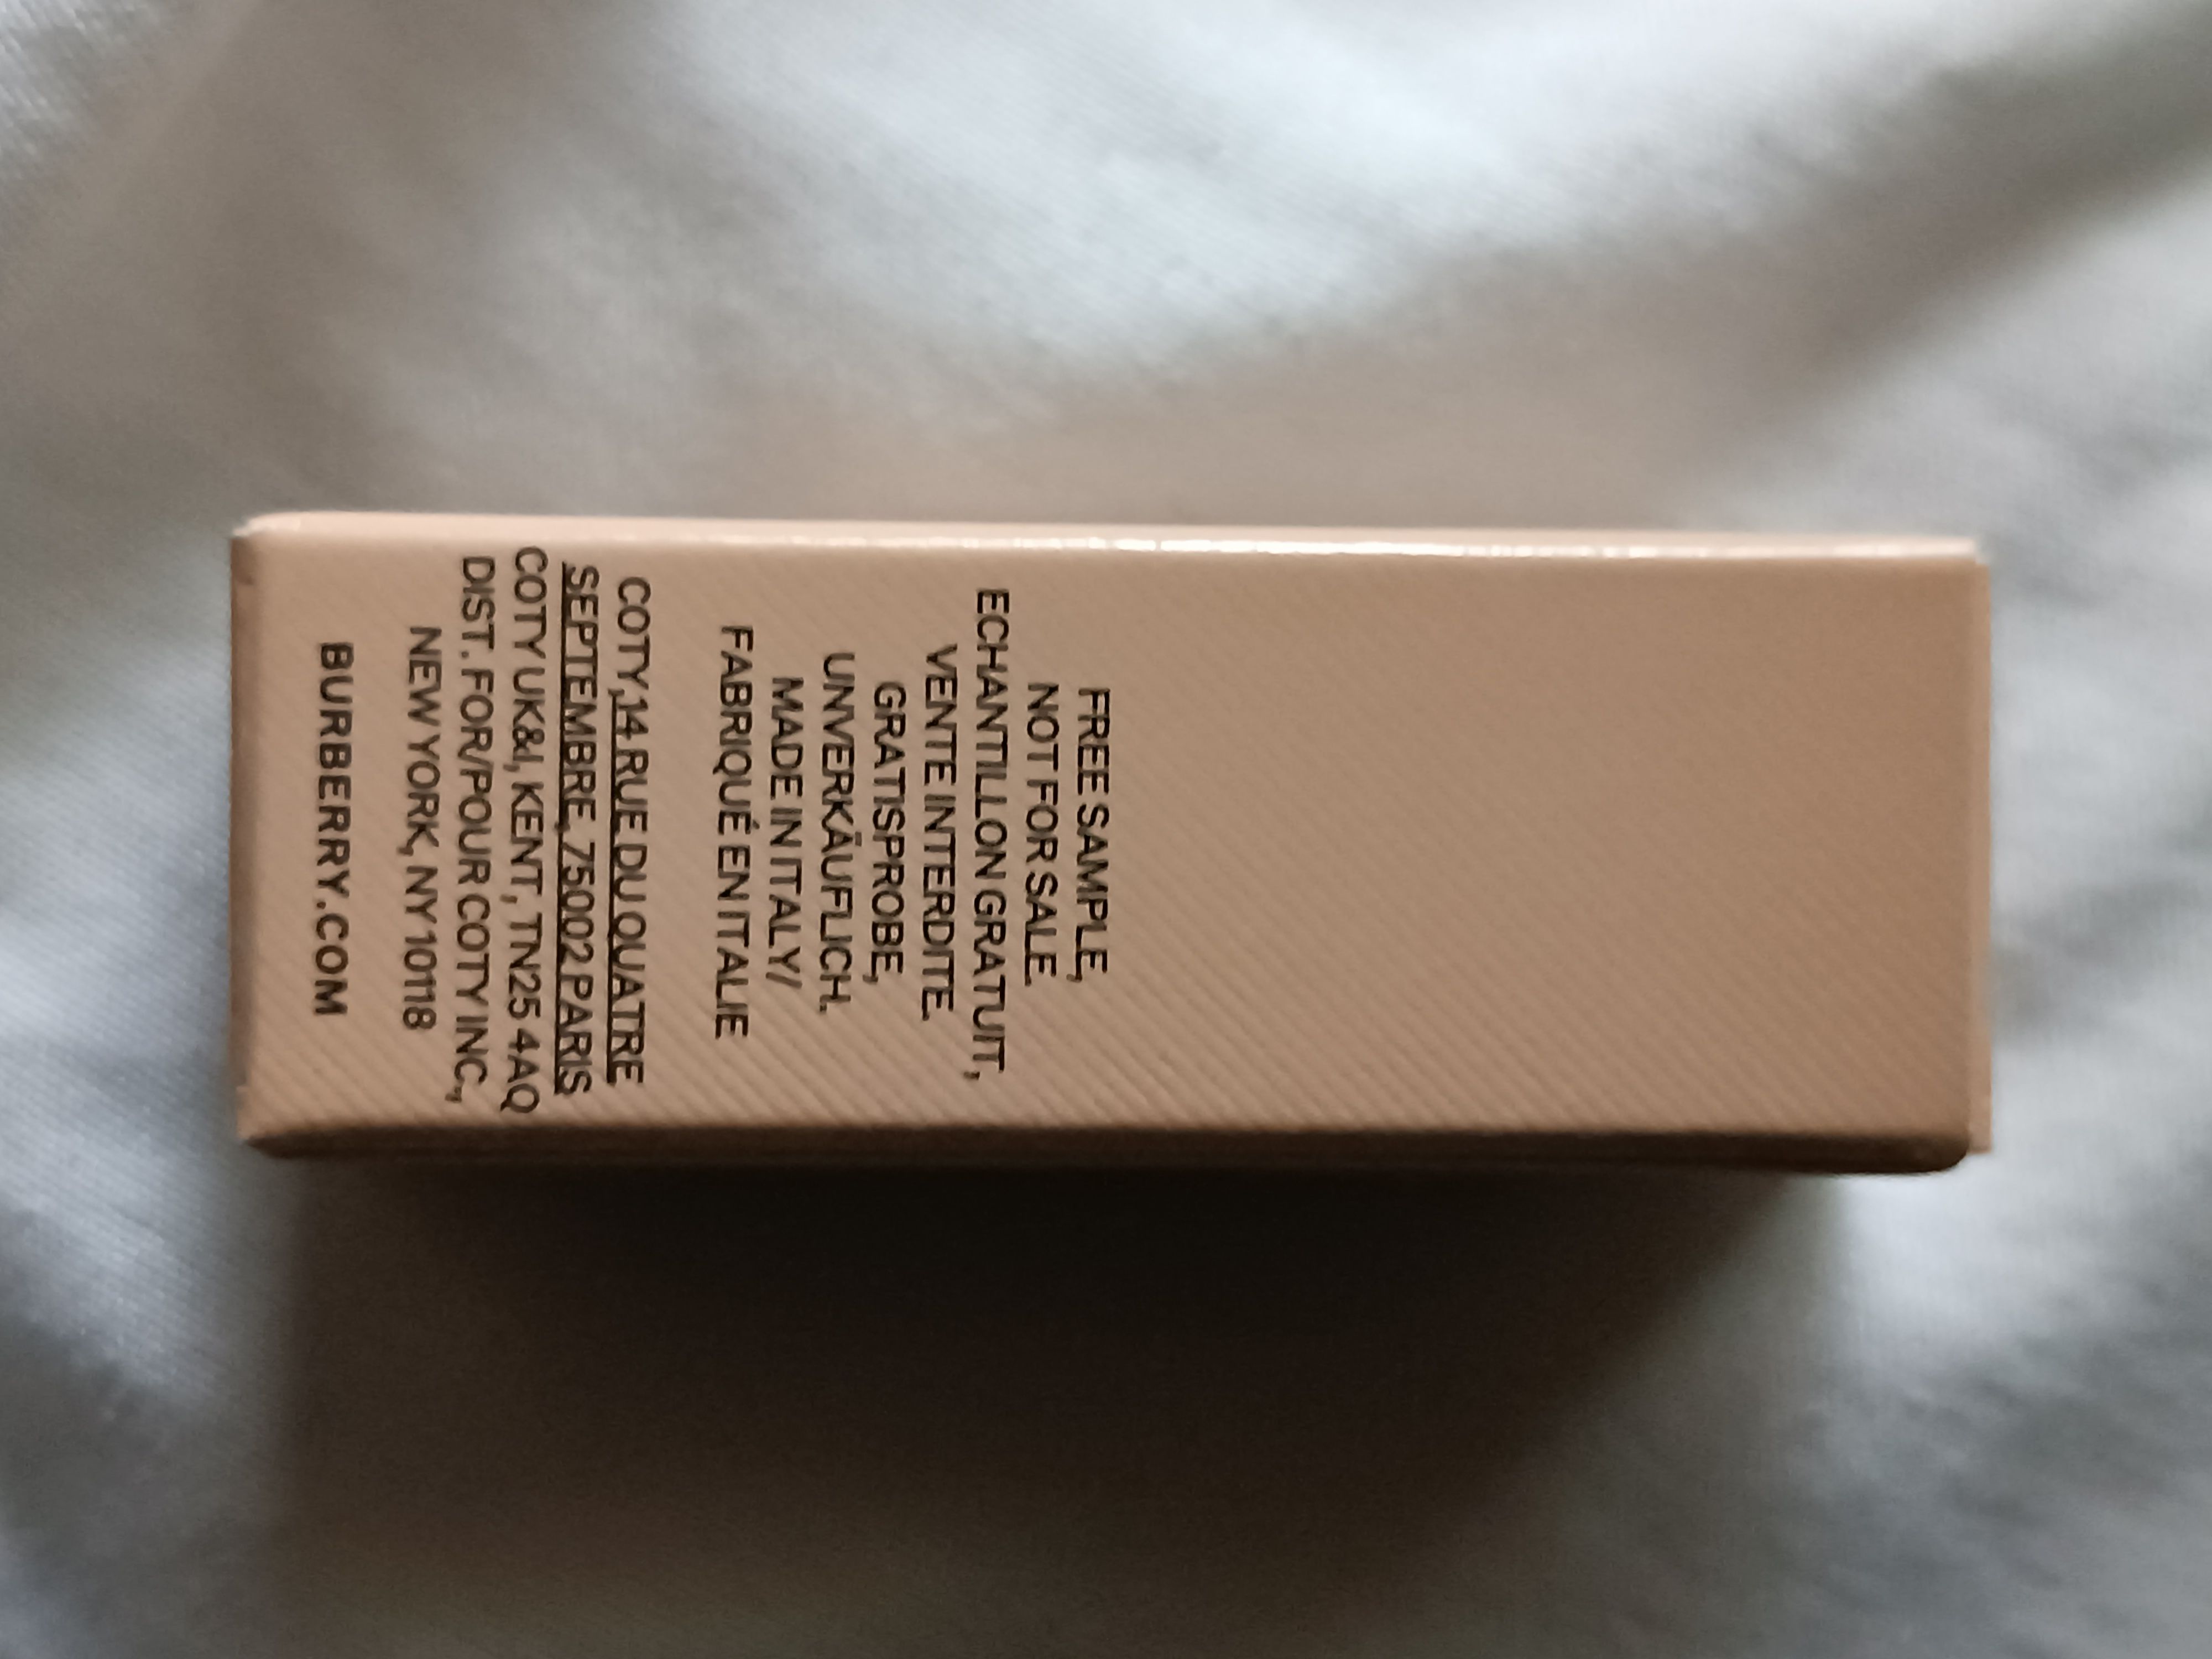 FREE SAMPLE,
NOT FOR SALE.
ECHANTILLON GRATUIT,
VENTE INTERDITE.
GRATISPROBE,
UNVERKÄUFLICH.
MADE IN ITALY/
FABRIQUÉ EN ITALIE
COTY, 14 RUE DU QUATRE
SEPTEMBRE, 75002 PARIS
COTY UK&I, KENT, TN25 4AQ
DIST. FOR/POUR COTY INC.,
NEW YORK, NY 10118
BURBERRY.COM